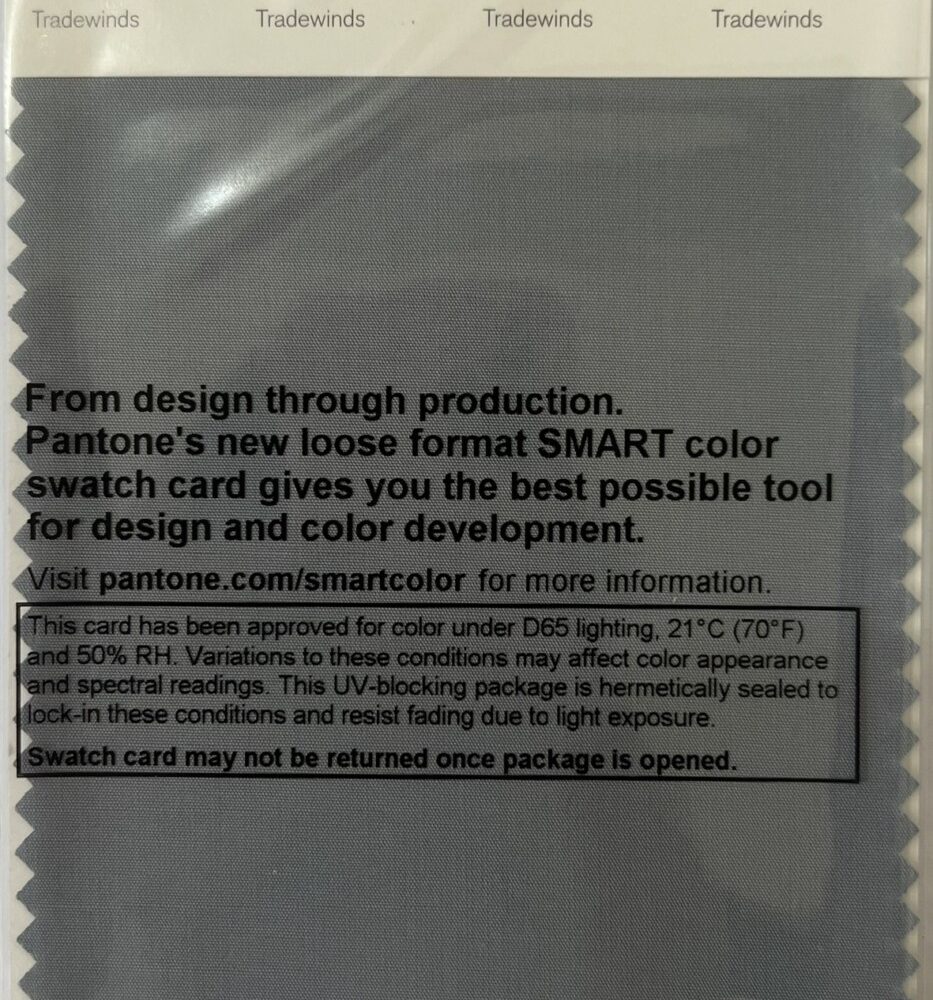 Tradewinds Tradewinds Tradewinds Tradewinds
From design through production.
Pantone's new loose format SMART color
swatch card gives you the best possible tool
for design and color development.
Visit pantone.com/smartcolor for more information.
This card has been approved for color under D65 lighting, 21°C (70°F)
and 50% RH. Variations to these conditions may affect color appearance
and spectral readings. This UV-blocking package is hermetically sealed to
lock-in these conditions and resist fading due to light exposure.
Swatch card may not be returned once package is opened.